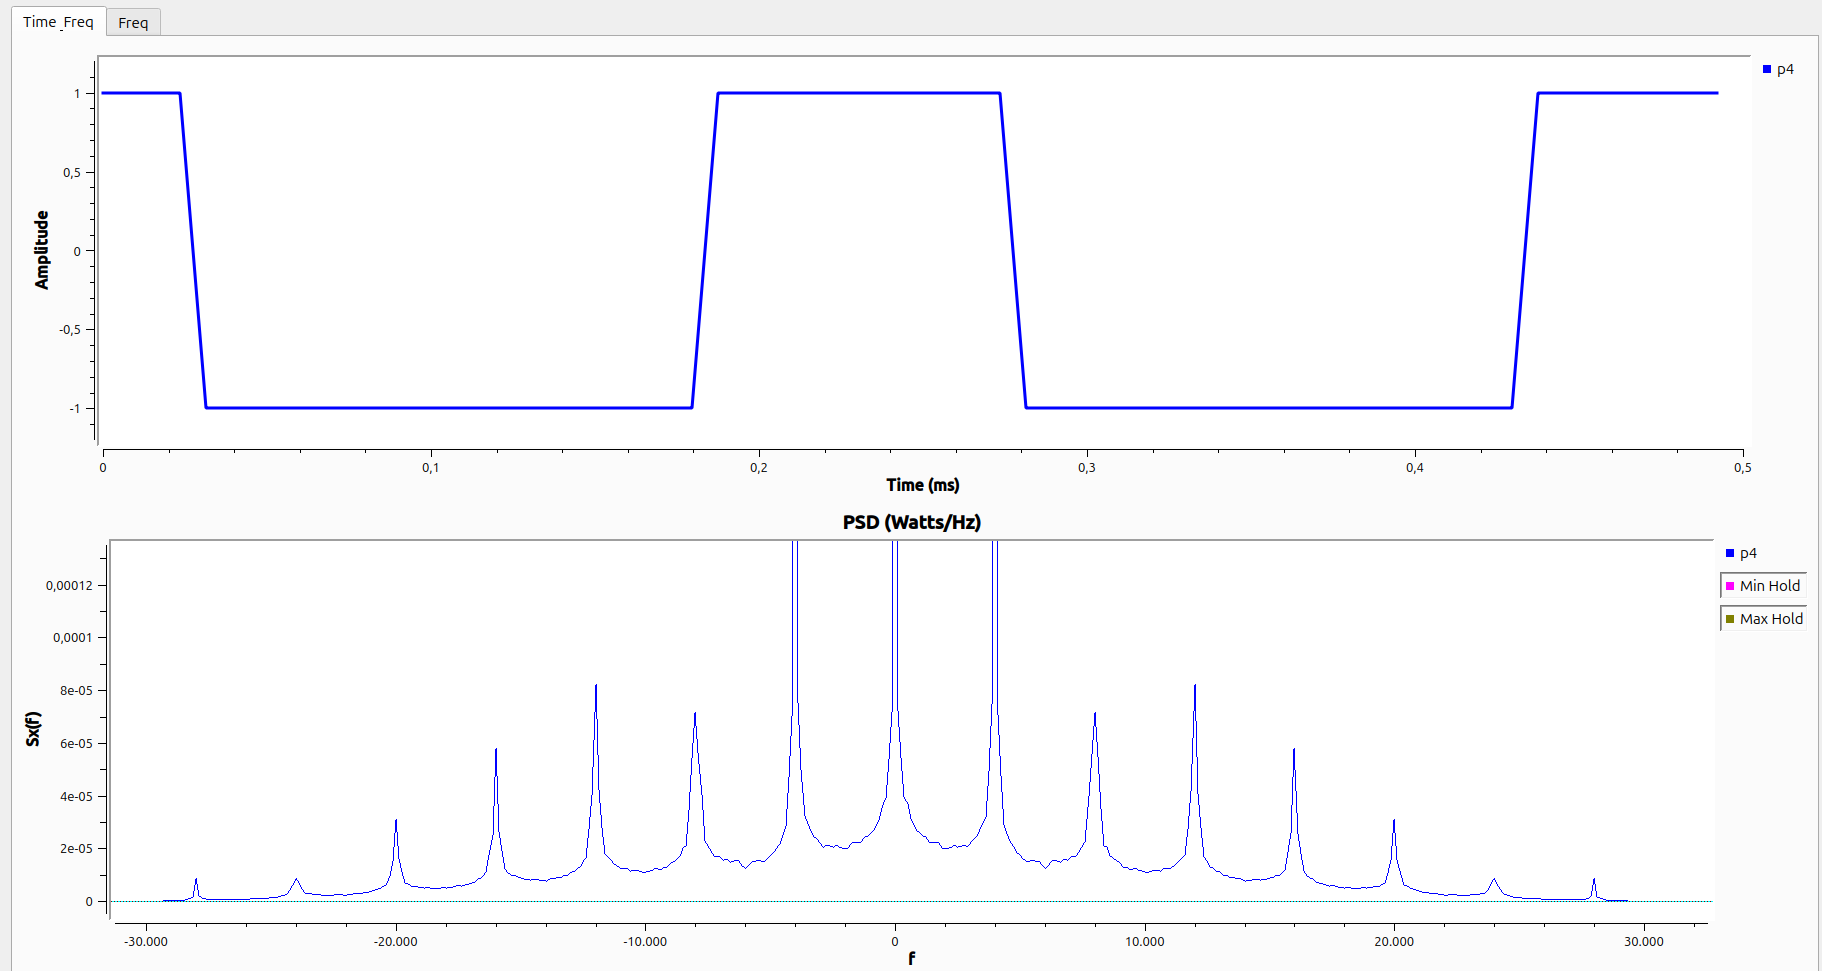 Time_Freq
Freq
p4
1
0,5
0
-0,5
-1
Amplitude
0
0,1
0,2
0,3
0,4
0,5
Time (ms)
PSD (Watts/Hz)
p4
Min Hold
Max Hold
0,00012
0,0001
8e-05
6e-05
4e-05
2e-05
0
Sx(f)
-30.000
-20.000
-10.000
0
10.000
20.000
30.000
f